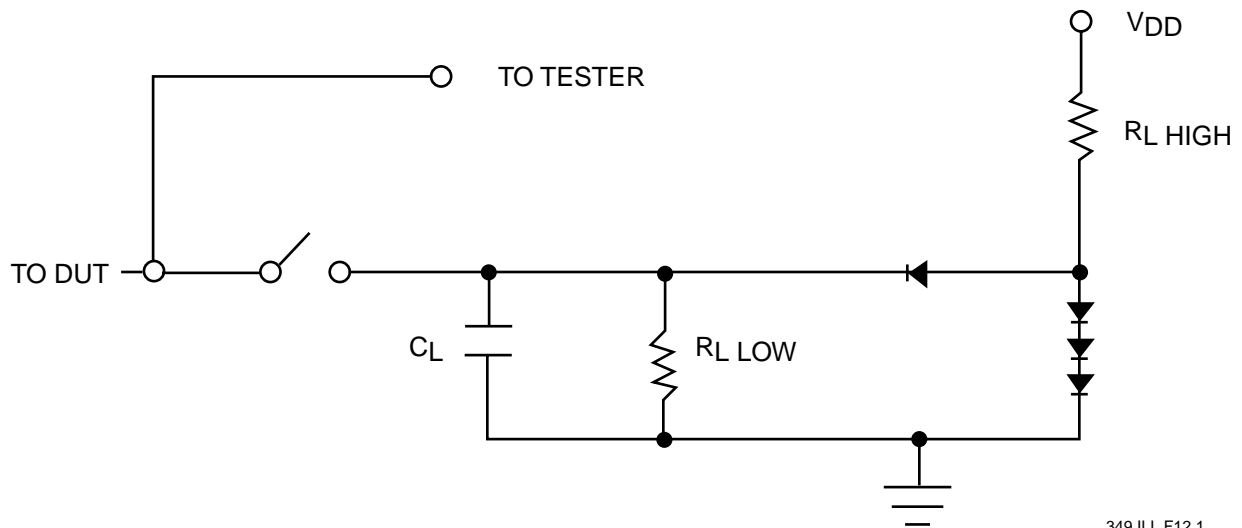 VDD
TO TESTER
RL HIGH
TO DUT
CL
RL LOW
349 ILL F12.1